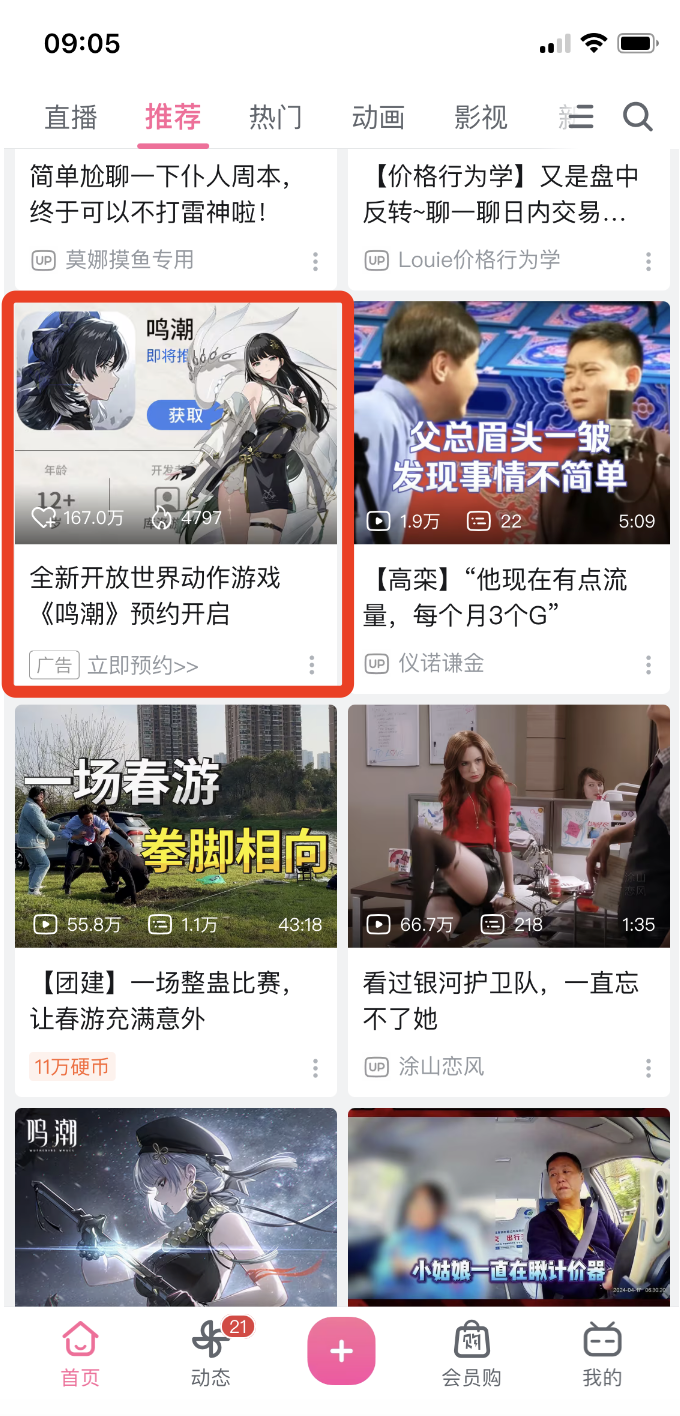 09:05
直播
推荐
热门
动画
影视
简单尬聊一下仆人周本，
终于可以不打雷神啦！
UP 莫娜摸鱼专用
【价格行为学】又是盘中
反转~聊一聊日内交易...
UP Louie价格行为学
鸣潮
即将推
获取
年龄
12+
岁
开发者
167.0万
4797
全新开放世界动作游戏
《鸣潮》预约开启
广告 立即预约>>
父总眉头一皱
发现事情不简单
1.9万
22
5:09
【高栾】“他现在有点流
量，每个月3个G”
UP 仪诺谦金
一场春游
拳脚相向
55.8万
1.1万
43:18
【团建】一场整蛊比赛，
让春游充满意外
11万硬币
66.7万
218
1:35
看过银河护卫队，一直忘
不了她
UP 涂山恋风
鸣潮
WUTHERING WAVES
小姑娘一直在瞅计价器
首页
21
动态
会员购
我的